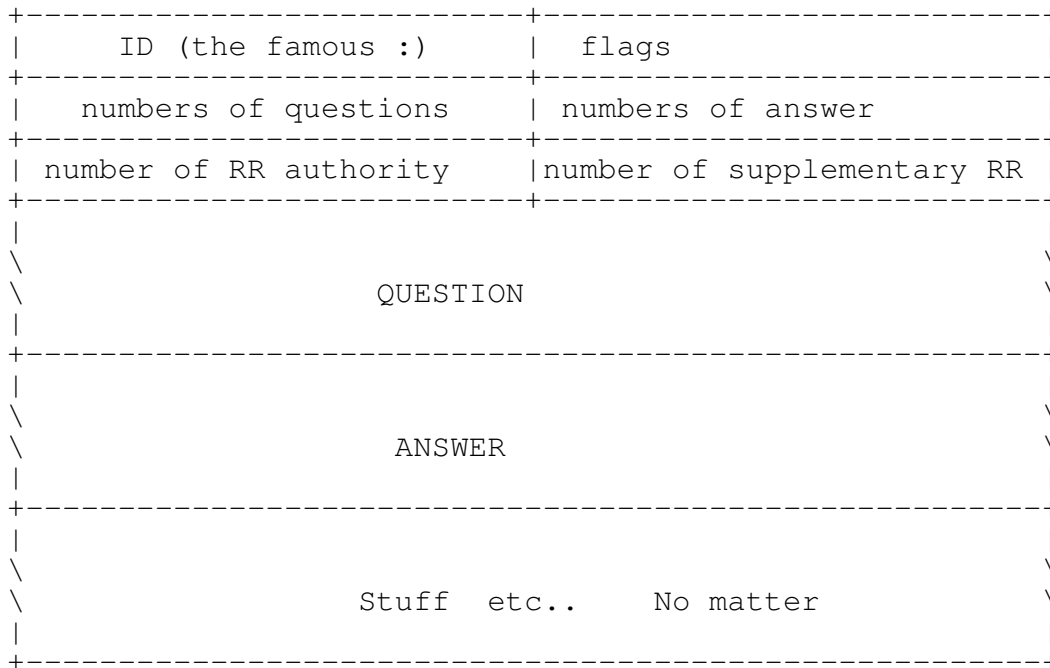 ID (the famous :) flags
numbers of questions numbers of answer
number of RR authority number of supplementary RR
QUESTION
ANSWER
Stuff etc.. No matter